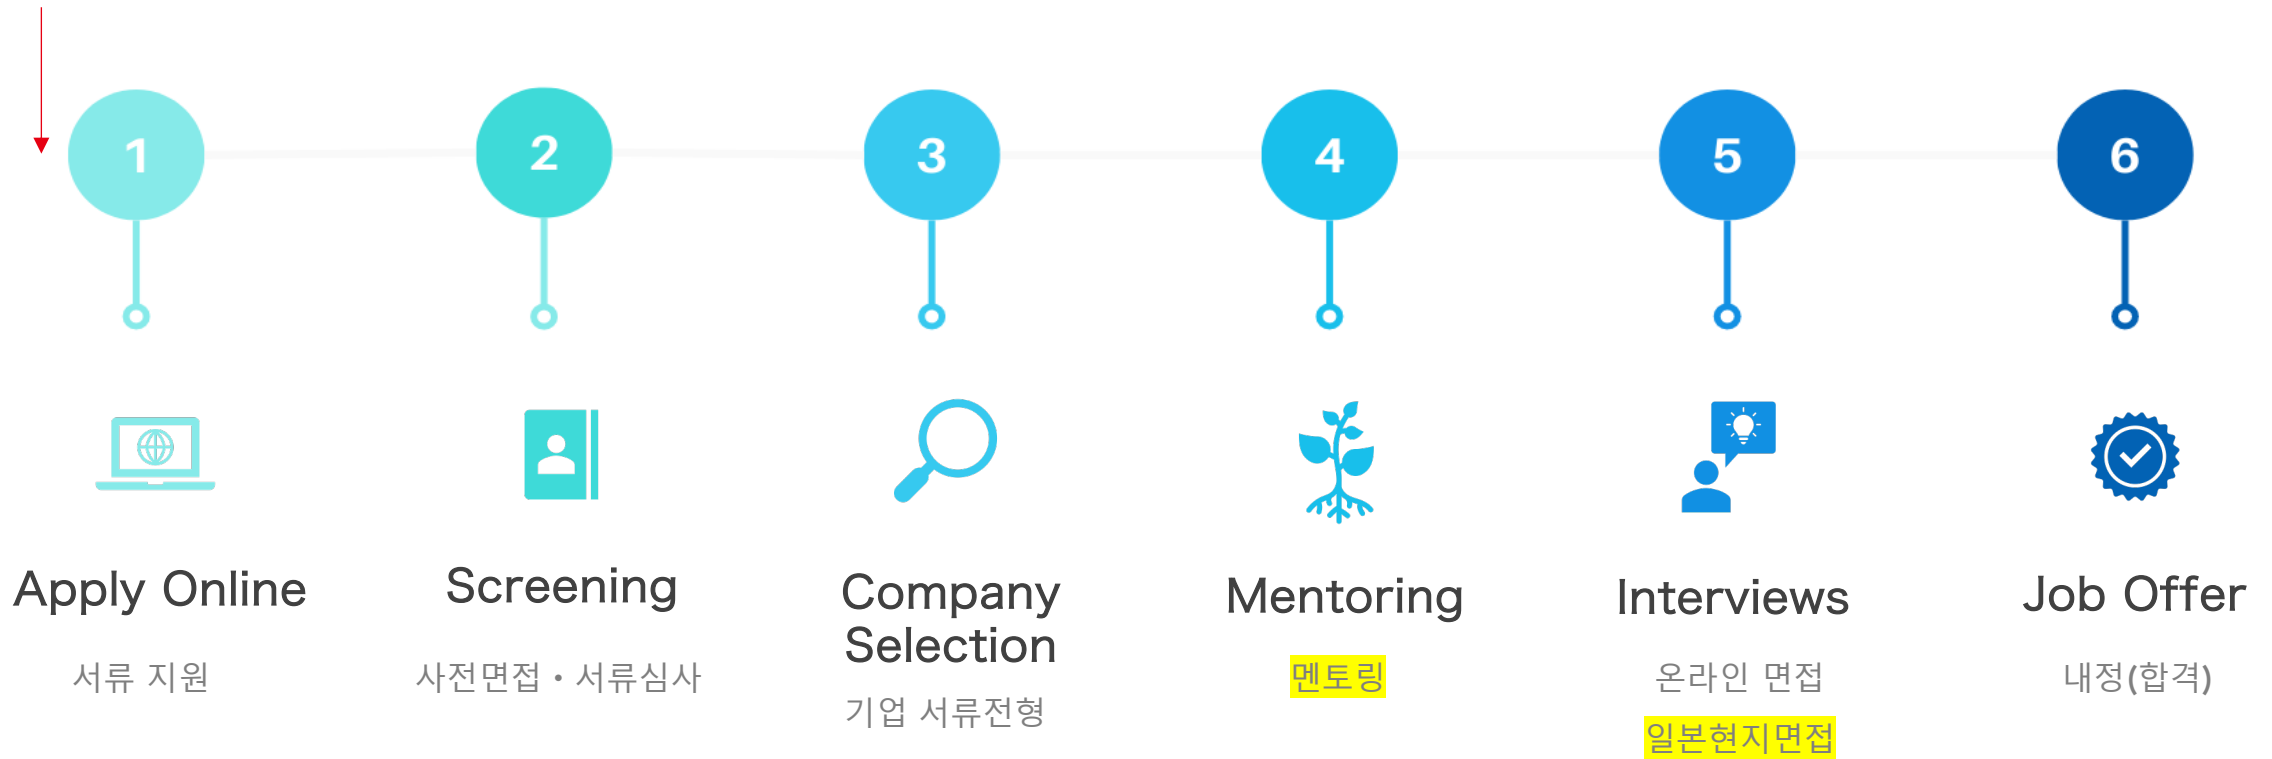 1
2
3
4
5
6
Apply Online
서류 지원
Screening
사전면접・서류심사
Company
Selection
기업 서류전형
Mentoring
멘토링
Interviews
온라인 면접
일본현지면접
Job Offer
내정(합격)